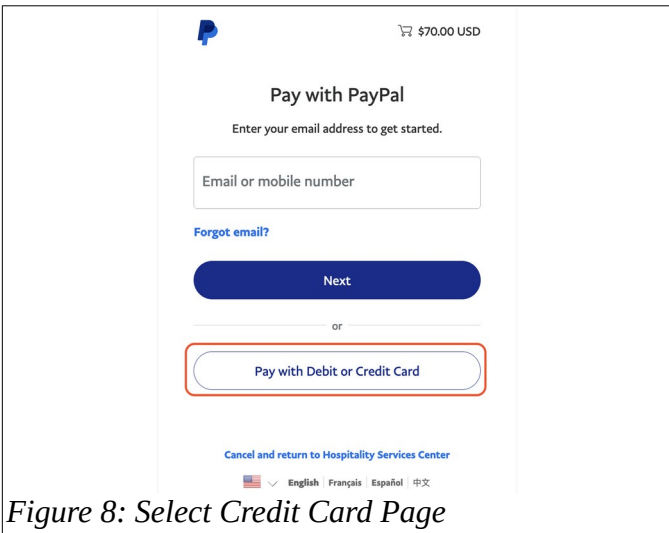 $70.00 USD
Pay with PayPal
Enter your email address to get started.
Email or mobile number
Forgot email?
Next
or
Pay with Debit or Credit Card
Cancel and return to Hospitality Services Center
English Français Español 中文
Figure 8: Select Credit Card Page